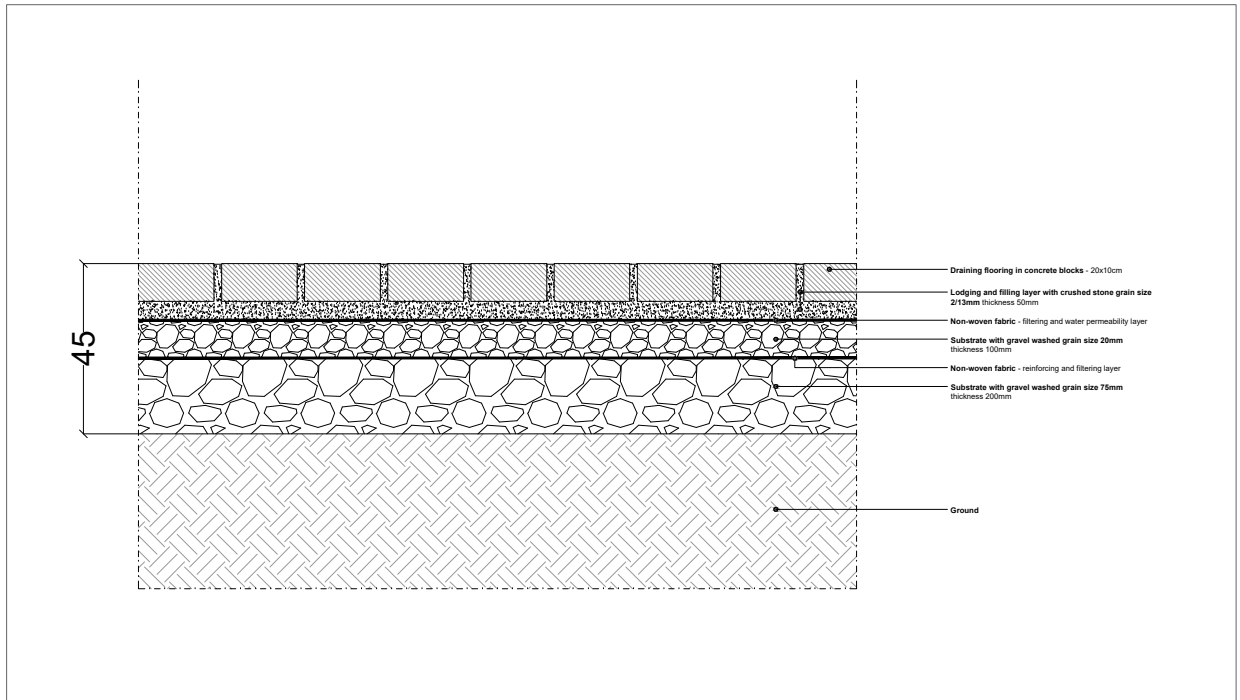 45
Draining flooring in concrete blocks - 20x10cm
Lodging and filling layer with crushed stone grain size
2/13mm thickness 50mm
Non-woven fabric - filtering and water permeability layer
Substrate with gravel washed grain size 20mm
thickness 100mm
Non-woven fabric - reinforcing and filtering layer
Substrate with gravel washed grain size 75mm
thickness 200mm
Ground